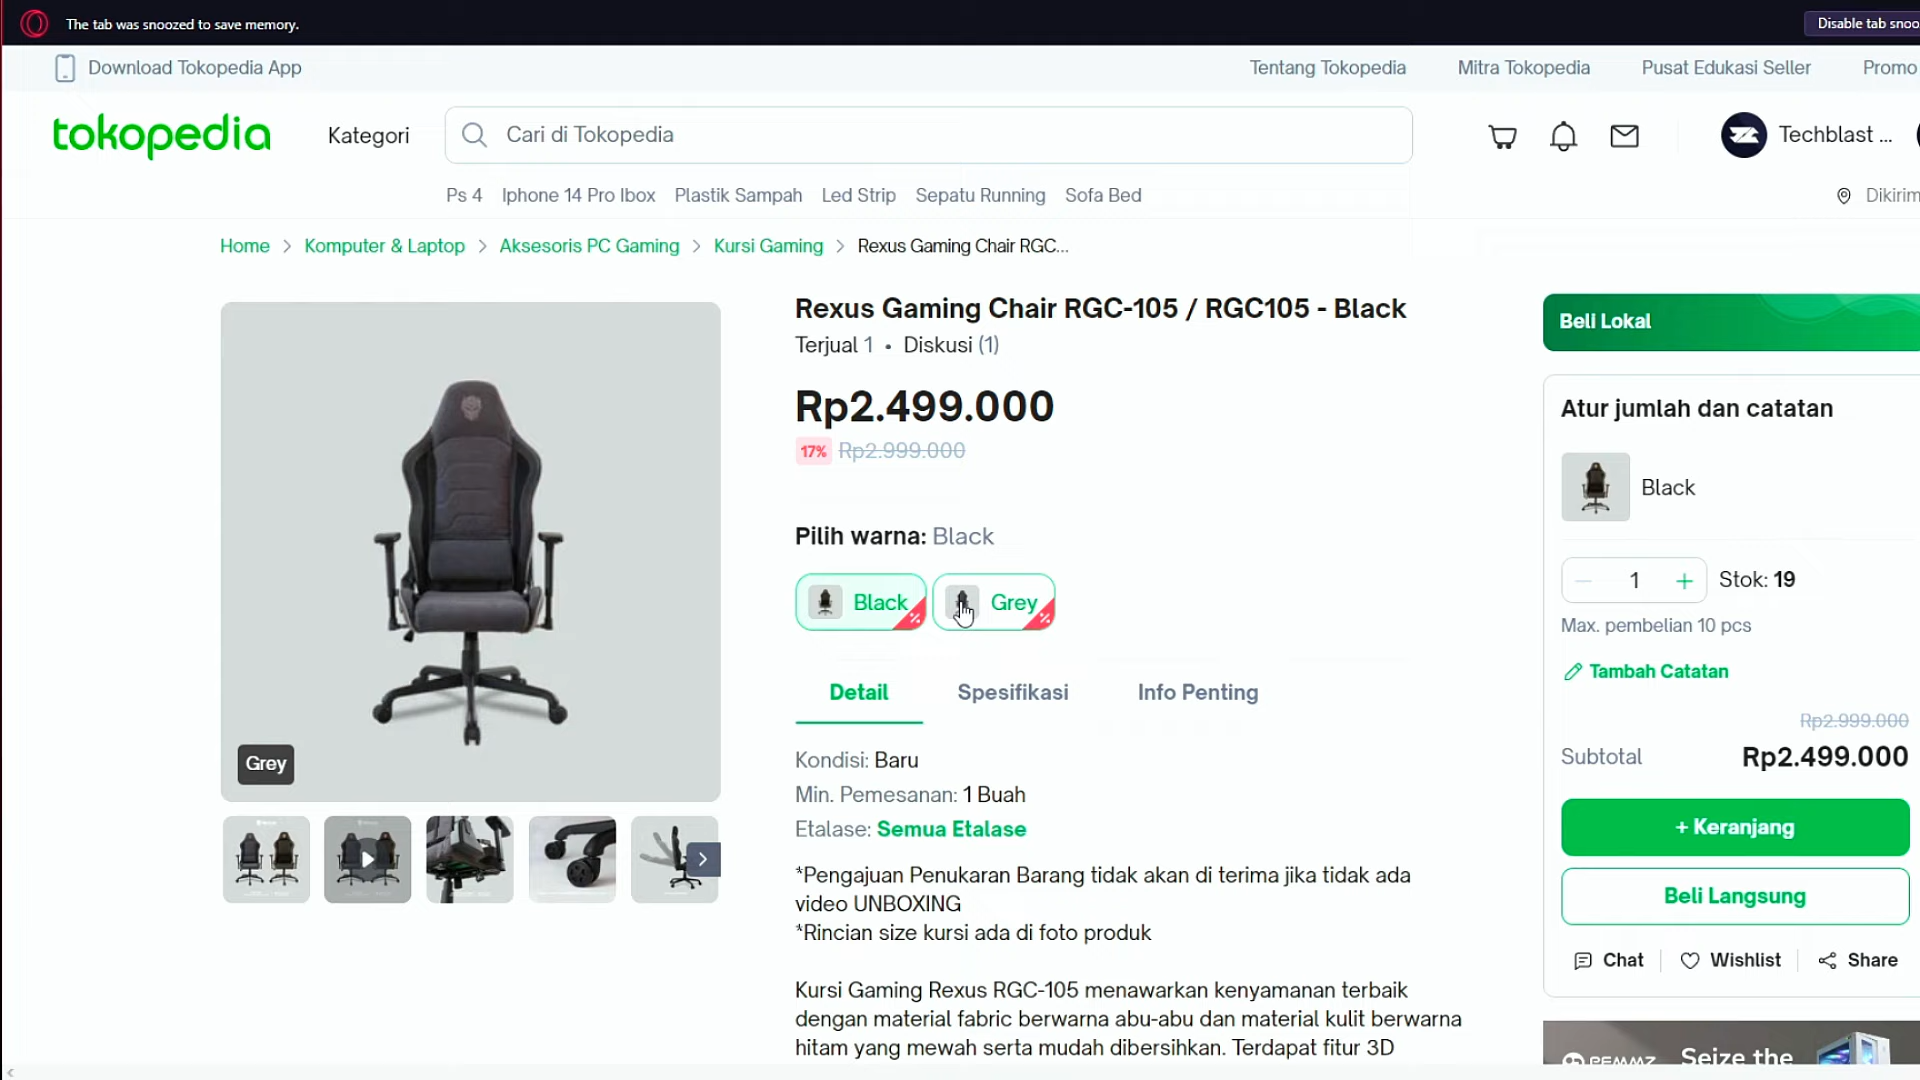 The tab was snoozed to save memory.
Disable tab snoo
Download Tokopedia App
Tentang Tokopedia
Mitra Tokopedia
Pusat Edukasi Seller
Promo
tokopedia
Kategori
Cari di Tokopedia
Techblast ...
Ps 4 Iphone 14 Pro Ibox Plastik Sampah Led Strip Sepatu Running Sofa Bed
Dikirim
Home > Komputer & Laptop > Aksesoris PC Gaming > Kursi Gaming > Rexus Gaming Chair RGC...
Rexus Gaming Chair RGC-105 / RGC105 - Black
Terjual 1 • Diskusi (1)
Rp2.499.000
17% Rp2.999.000
Pilih warna: Black
Black %
Grey %
Grey
Detail
Spesifikasi
Info Penting
Kondisi: Baru
Min. Pemesanan: 1 Buah
Etalase: Semua Etalase
*Pengajuan Penukaran Barang tidak akan di terima jika tidak ada
video UNBOXING
*Rincian size kursi ada di foto produk
Kursi Gaming Rexus RGC-105 menawarkan kenyamanan terbaik
dengan material fabric berwarna abu-abu dan material kulit berwarna
hitam yang mewah serta mudah dibersihkan. Terdapat fitur 3D
Beli Lokal
Atur jumlah dan catatan
Black
1
Stok: 19
Max. pembelian 10 pcs
Tambah Catatan
Rp2.999.000
Subtotal
Rp2.499.000
+ Keranjang
Beli Langsung
Chat
Wishlist
Share
Seize the